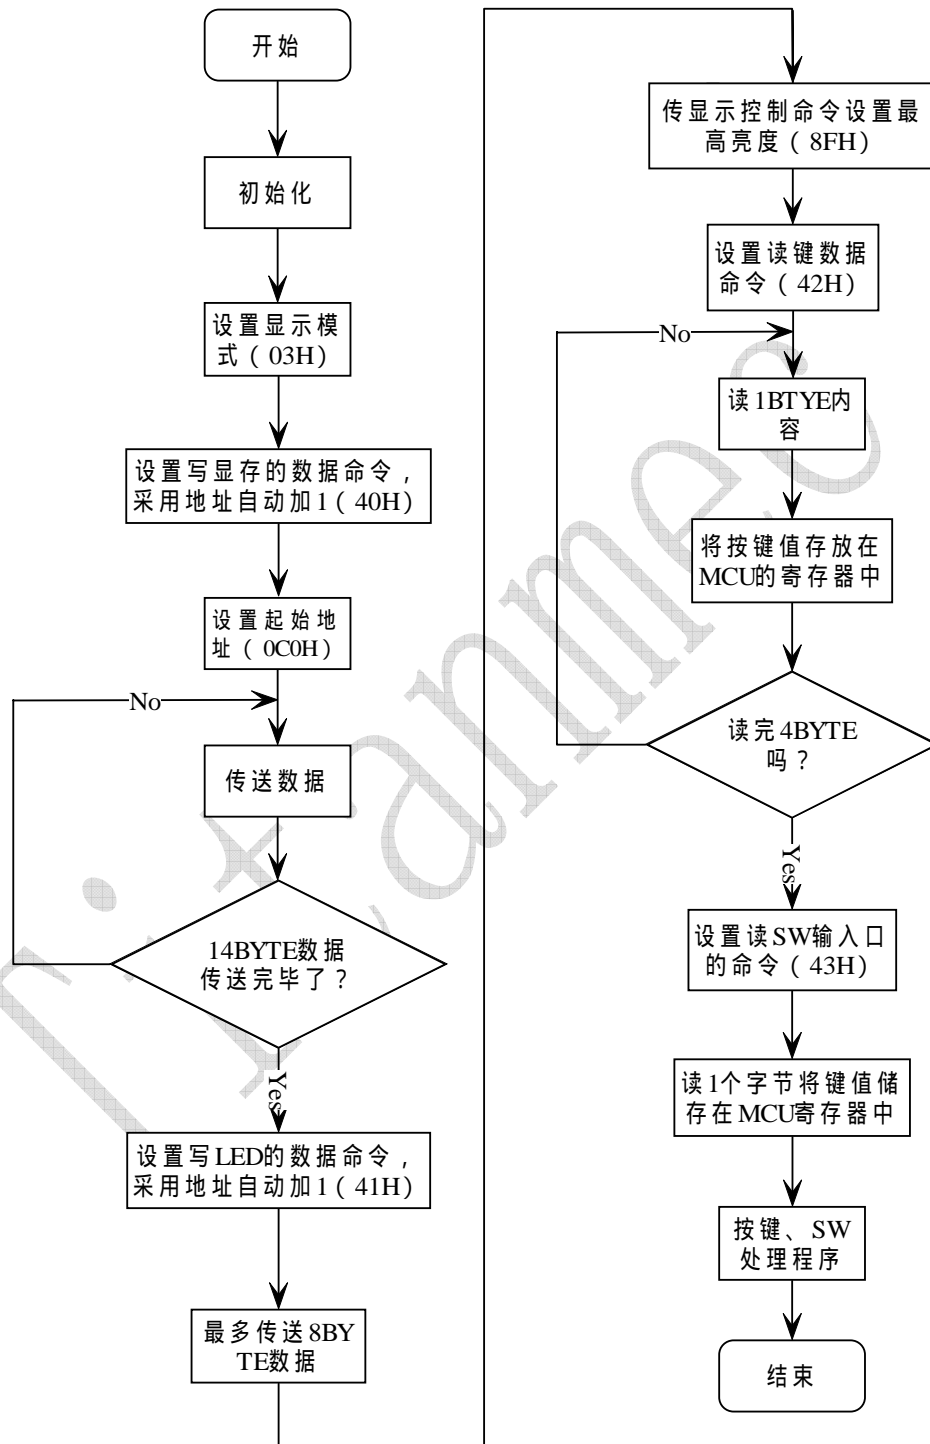 开始
初始化
设置显示模
式（03H）
设置写显存的数据命令，
采用地址自动加1（40H）
设置起始地
址（0C0H）
No
传送数据
14BYTE数据
传送完毕了？
Yes
设置写LED的数据命令，
采用地址自动加1（41H）
最多传送8BY
TE数据
传显示控制命令设置最
高亮度（8FH）
设置读键数据
命令（42H）
No
读1BTYE内
容
将按键值存放在
MCU的寄存器中
读完4BYTE
吗？
Yes
设置读SW输入口
的命令（43H）
读1个字节将键值储
存在MCU寄存器中
按键、SW
处理程序
结束